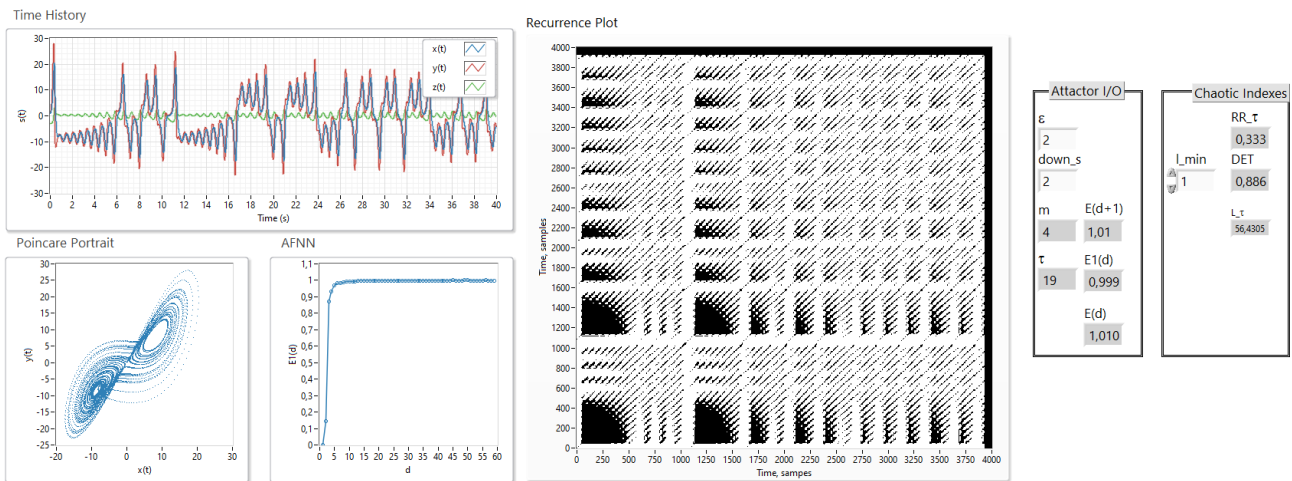 Time History
30
20
10
0
-10
-20
-30
s(t)
0 2 4 6 8 10 12 14 16 18 20 22 24 26 28 30 32 34 36 38 40
Time (s)
x(t)
y(t)
z(t)
Poincare Portrait
30
25
20
15
10
5
0
-5
-10
-15
-20
-25
y(t)
-20 -10 0 10 20 30
x(t)
AFNN
1,1
1
0,9
0,8
0,7
0,6
0,5
0,4
0,3
0,2
0,1
0
E1(d)
0 5 10 15 20 25 30 35 40 45 50 55 60
d
Recurrence Plot
4000
3800
3600
3400
3200
3000
2800
2600
2400
2200
2000
1800
1600
1400
1200
1000
800
600
400
200
0
Time, samples
0 250 500 750 1000 1250 1500 1750 2000 2250 2500 2750 3000 3250 3500 3750 4000
Time, sampes
Attactor I/O
ε
2
down_s
2
m
4
E(d+1)
1,01
τ
19
E1(d)
0,999
E(d)
1,010
Chaotic Indexes
RR_τ
0,333
l_min
1
DET
0,886
L_τ
56,4305